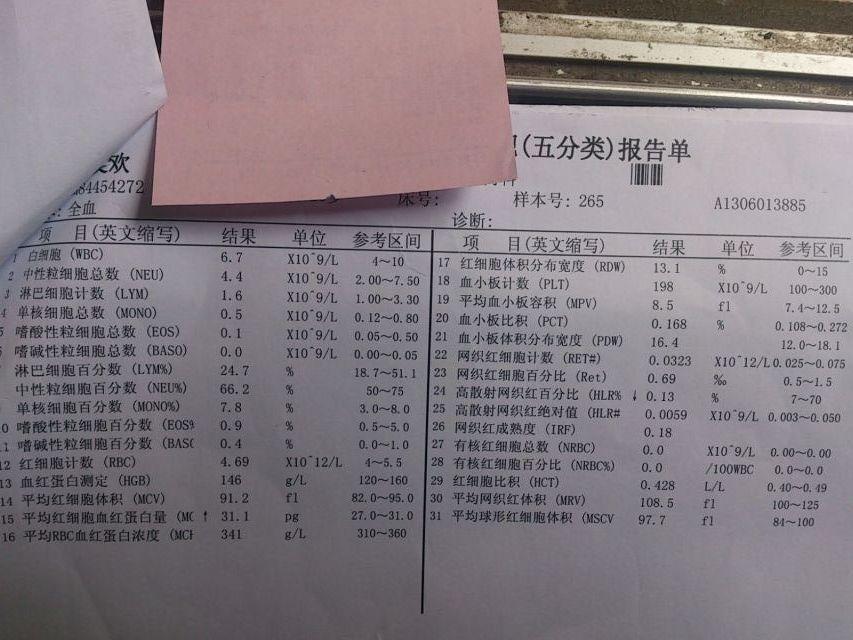 欢
84454272
全血
(五分类)报告单
床号:
样本号: 265
A1306013885
诊断:
项 目(英文缩写) 结果 单位 参考区间
1 白细胞 (WBC) 6.7 X10^9/L 4~10
2 中性粒细胞总数 (NEU) 4.4 X10^9/L 2.00~7.50
3 淋巴细胞计数 (LYM) 1.6 X10^9/L 1.00~3.30
4 单核细胞总数 (MONO) 0.5 X10^9/L 0.12~0.80
5 嗜酸性粒细胞总数 (EOS) 0.1 X10^9/L 0.05~0.50
嗜碱性粒细胞总数 (BASO) 0.0 X10^9/L 0.00~0.05
淋巴细胞百分数 (LYM%) 24.7 % 18.7~51.1
中性粒细胞百分数 (NEU%) 66.2 % 50~75
单核细胞百分数 (MONO%) 7.8 % 3.0~8.0
0 嗜酸性粒细胞百分数 (EOS% 0.9 % 0.5~5.0
11 嗜碱性粒细胞百分数 (BASO 0.4 % 0.0~1.0
12 红细胞计数 (RBC) 4.69 X10^12/L 4~5.5
13 血红蛋白测定 (HGB) 146 g/L 120~160
14 平均红细胞体积 (MCV) 91.2 fl 82.0~95.0
15 平均红细胞血红蛋白量 (MC ↑ 31.1 pg 27.0~31.0
16 平均RBC血红蛋白浓度 (MCH 341 g/L 310~360
项 目(英文缩写) 结果 单位 参考区间
17 红细胞体积分布宽度 (RDW) 13.1 % 0~15
18 血小板计数 (PLT) 198 X10^9/L 100~300
19 平均血小板容积 (MPV) 8.5 fl 7.4~12.5
20 血小板比积 (PCT) 0.168 % 0.108~0.272
21 血小板体积分布宽度 (PDW) 16.4 12.0~18.1
22 网织红细胞计数 (RET#) 0.0323 X10^12/L 0.025~0.075
23 网织红细胞百分比 (Ret) 0.69 ‰ 0.5~1.5
24 高散射网织红百分比 (HLR% ↓ 0.13 % 7~70
25 高散射网织红绝对值 (HLR# 0.0059 X10^9/L 0.003~0.050
26 网织红成熟度 (IRF) 0.18
27 有核红细胞总数 (NRBC) 0.0 X10^9/L 0.00~0.00
28 有核红细胞百分比 (NRBC%) 0.0 /100WBC 0.0~0.0
29 红细胞比积 (HCT) 0.428 L/L 0.40~0.49
30 平均网织红体积 (MRV) 108.5 fl 100~125
31 平均球形红细胞体积 (MSCV 97.7 fl 84~100